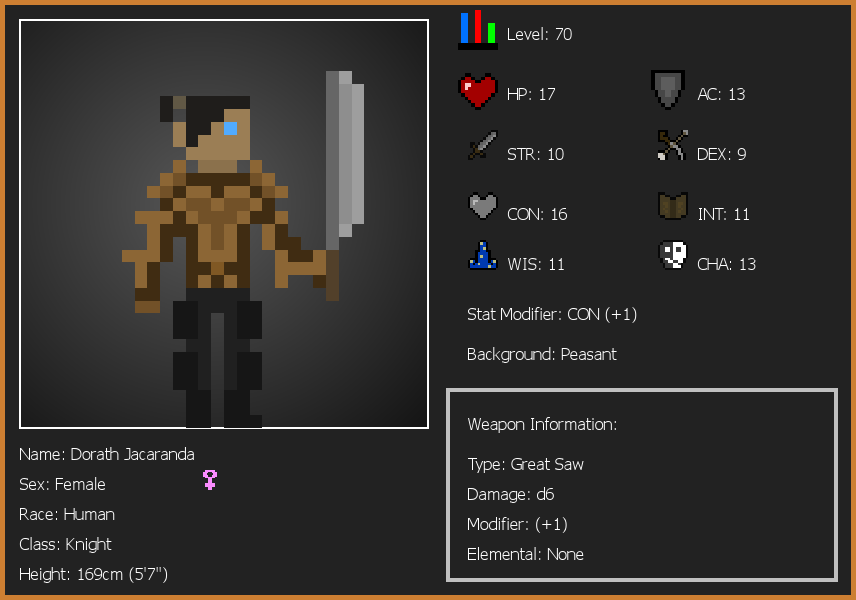 Level: 70
HP: 17
AC: 13
STR: 10
DEX: 9
CON: 16
INT: 11
WIS: 11
CHA: 13
Stat Modifier: CON (+1)
Background: Peasant
Weapon Information:
Type: Great Saw
Damage: d6
Modifier: (+1)
Elemental: None
Name: Dorath Jacaranda
Sex: Female
Race: Human
Class: Knight
Height: 169cm (5'7")